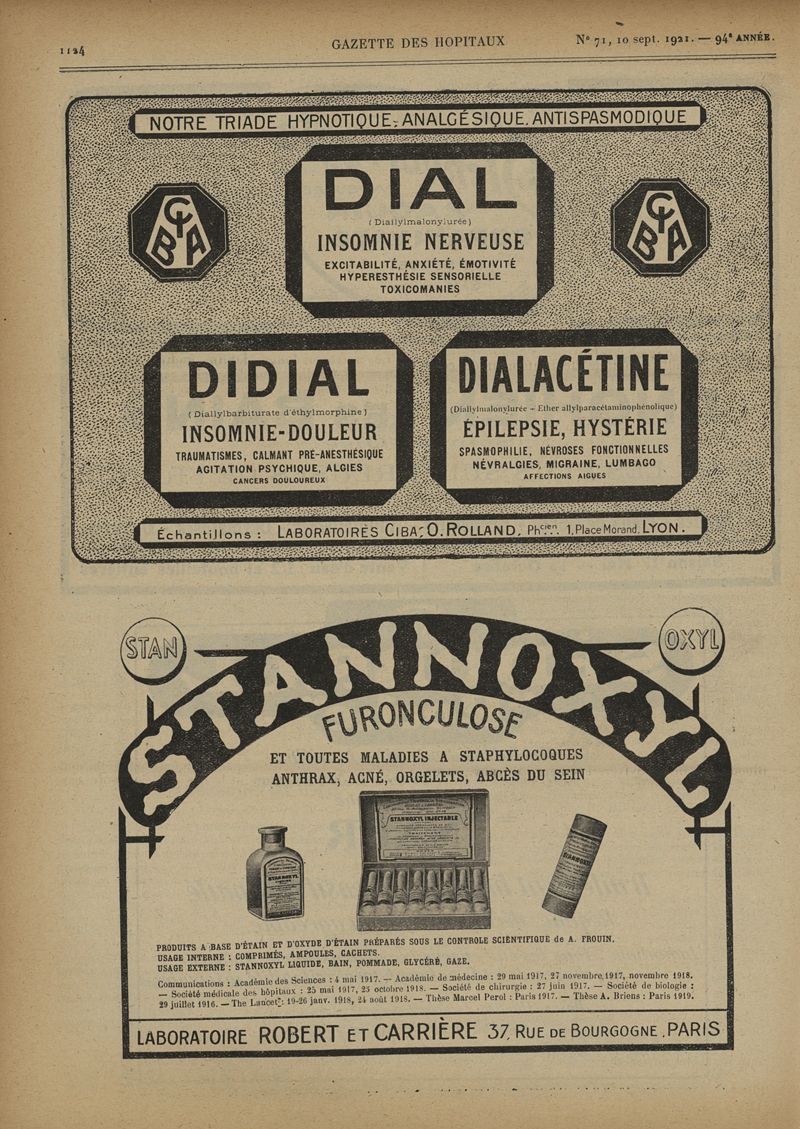 1124
GAZETTE DES HOPITAUX
N° 71, 10 sept. 1921. — 94e ANNÉE.
NOTRE TRIADE HYPNOTIQUE-ANALGÉSIQUE-ANTISPASMODIQUE
CIBA
DIAL
(Diallylmalonylurée)
INSOMNIE NERVEUSE
EXCITABILITÉ, ANXIÉTÉ, ÉMOTIVITÉ
HYPERESTHÉSIE SENSORIELLE
TOXICOMANIES
CIBA
DIDIAL
(Diallylbarbiturate d'éthylmorphine)
INSOMNIE-DOULEUR
TRAUMATISMES, CALMANT PRÉ-ANESTHÉSIQUE
AGITATION PSYCHIQUE, ALGIES
CANCERS DOULOUREUX
DIALACÉTINE
(Diallylmalonylurée + Ether allylparacétaminophénolique)
ÉPILEPSIE, HYSTÉRIE
SPASMOPHILIE, NÉVROSES FONCTIONNELLES
NÉVRALGIES, MIGRAINE, LUMBAGO
AFFECTIONS AIGUES
Échantillons : LABORATOIRES CIBA, O. ROLLAND, Phcien, 1, Place Morand, LYON.
STAN
OXYL
STANNOXYL
FURONCULOSE
ET TOUTES MALADIES A STAPHYLOCOQUES
ANTHRAX, ACNÉ, ORGELETS, ABCÈS DU SEIN
STANNOXYL INJECTABLE
STANNOXYL
STANNOXYL
PRODUITS A BASE D'ÉTAIN ET D'OXYDE D'ÉTAIN PRÉPARÉS SOUS LE CONTROLE SCIENTIFIQUE de A. FROUIN.
USAGE INTERNE : COMPRIMÉS, AMPOULES, CACHETS.
USAGE EXTERNE : STANNOXYL LIQUIDE, BAIN, POMMADE, GLYCÉRÉ, GAZE.
Communications : Académie des Sciences : 4 mai 1917. — Académie de médecine : 29 mai 1917, 27 novembre 1917, novembre 1918.
— Société médicale des hôpitaux : 25 mai 1917, 25 octobre 1918. — Société de chirurgie : 27 juin 1917. — Société de biologie :
29 juillet 1916. — The Lancet : 19-26 janv. 1918, 24 août 1918. — Thèse Marcel Perol : Paris 1917. — Thèse A. Briens : Paris 1919.
LABORATOIRE ROBERT ET CARRIÈRE 37, RUE DE BOURGOGNE, PARIS